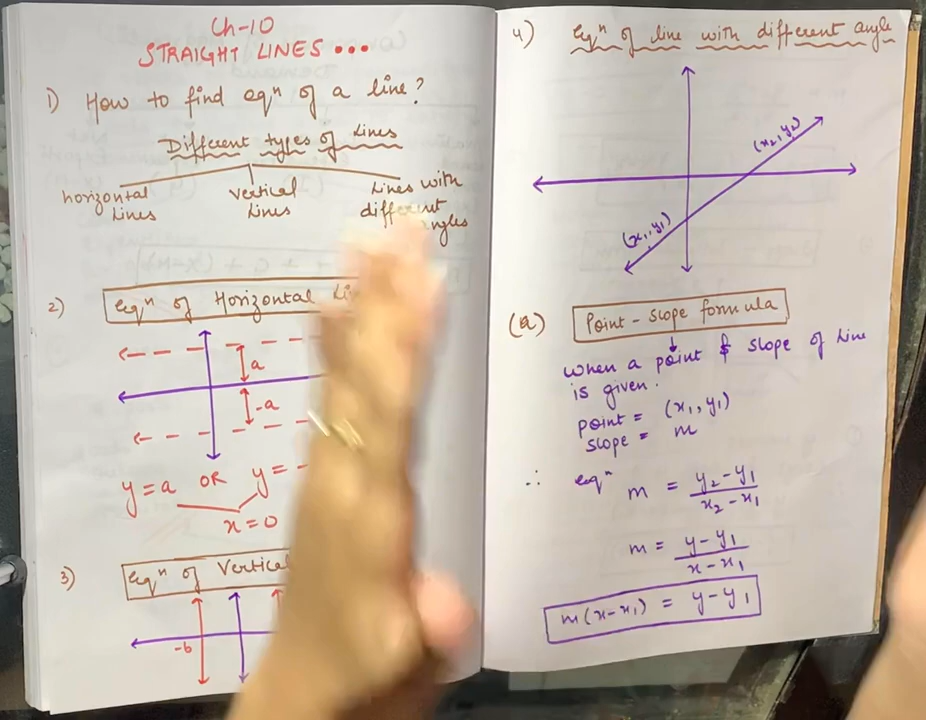 Ch-10
STRAIGHT LINES...
1) How to find eqⁿ of a line?
Different types of Lines
horizontal Lines
Vertical Lines
Lines with different angles
2) eqⁿ of Horizontal
a
-a
y = a OR y = -
x = 0
3) eqⁿ of Vertical
-b
4) eqⁿ of line with different angle
(x₂, y₂)
(x₁, y₁)
(a) Point-slope formula
when a point & slope of line
is given.
point = (x₁, y₁)
slope = m
∴ eqⁿ m = y₂-y₁/x₂-x₁
m = y-y₁/x-x₁
m(x-x₁) = y-y₁